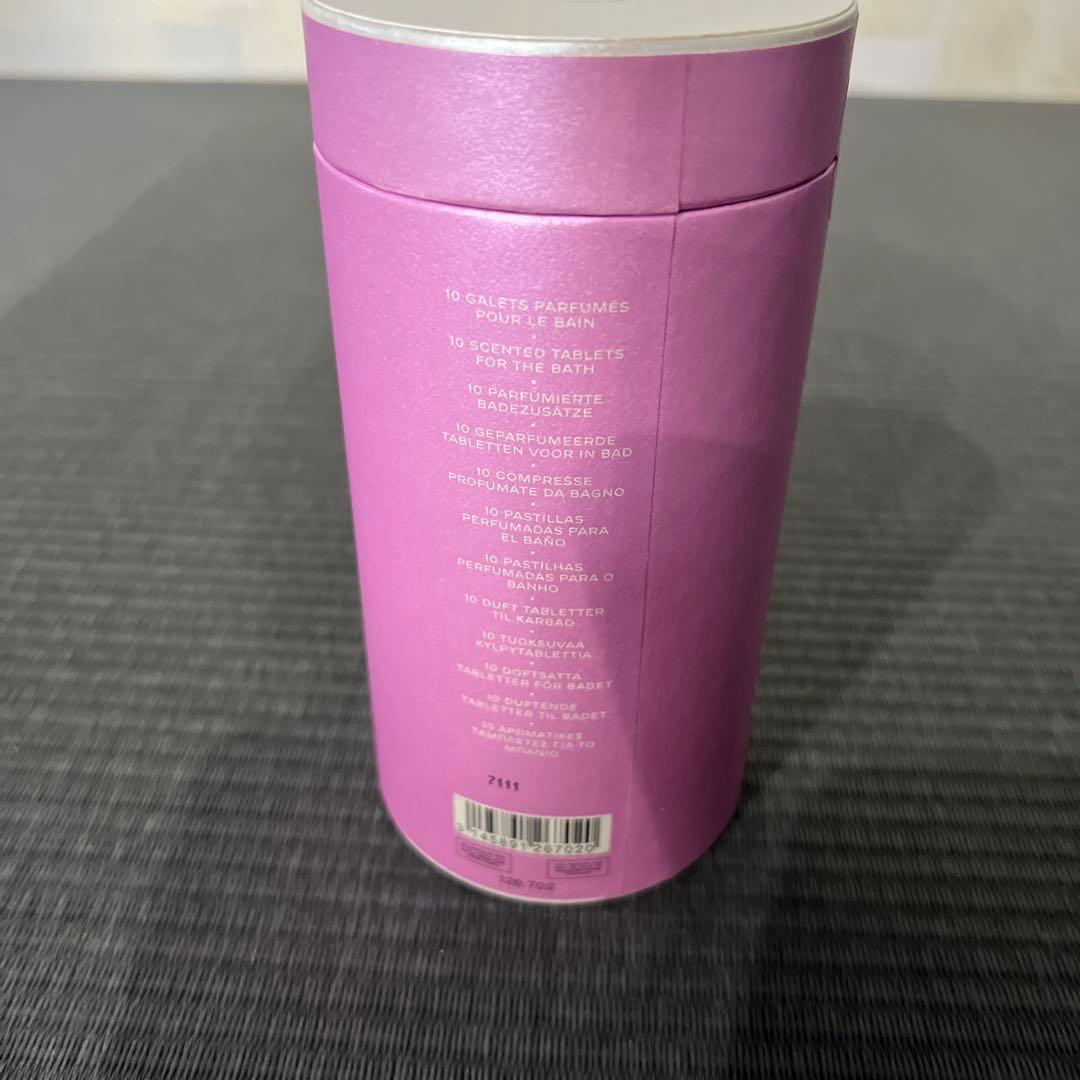 10 GALETS PARFUMÉS
POUR LE BAIN
10 SCENTED TABLETS
FOR THE BATH
10 PARFÜMIERTE
BADEZUSÄTZE
10 GEPARFUMEERDE
TABLETTEN VOOR IN BAD
10 COMPRESSE
PROFUMATE DA BAGNO
10 PASTILLAS
PERFUMADAS PARA
EL BAÑO
10 PASTILHAS
PERFUMADAS PARA O
BANHO
10 DUFT TABLETTER
TIL KARBAD
10 TUOKSUVAA
KYLPYTABLETTIA
10 DOFTSATTA
TABLETTER FÖR BADET
10 DUFTENDE
TABLETTER TIL BADET
10 ΑΡΩΜΑΤΙΚΕΣ
ΤΑΜΠΛΕΤΕΣ ΓΙΑ ΤΟ
ΜΠΑΝΙΟ
7111
3 145891 267020
126.702